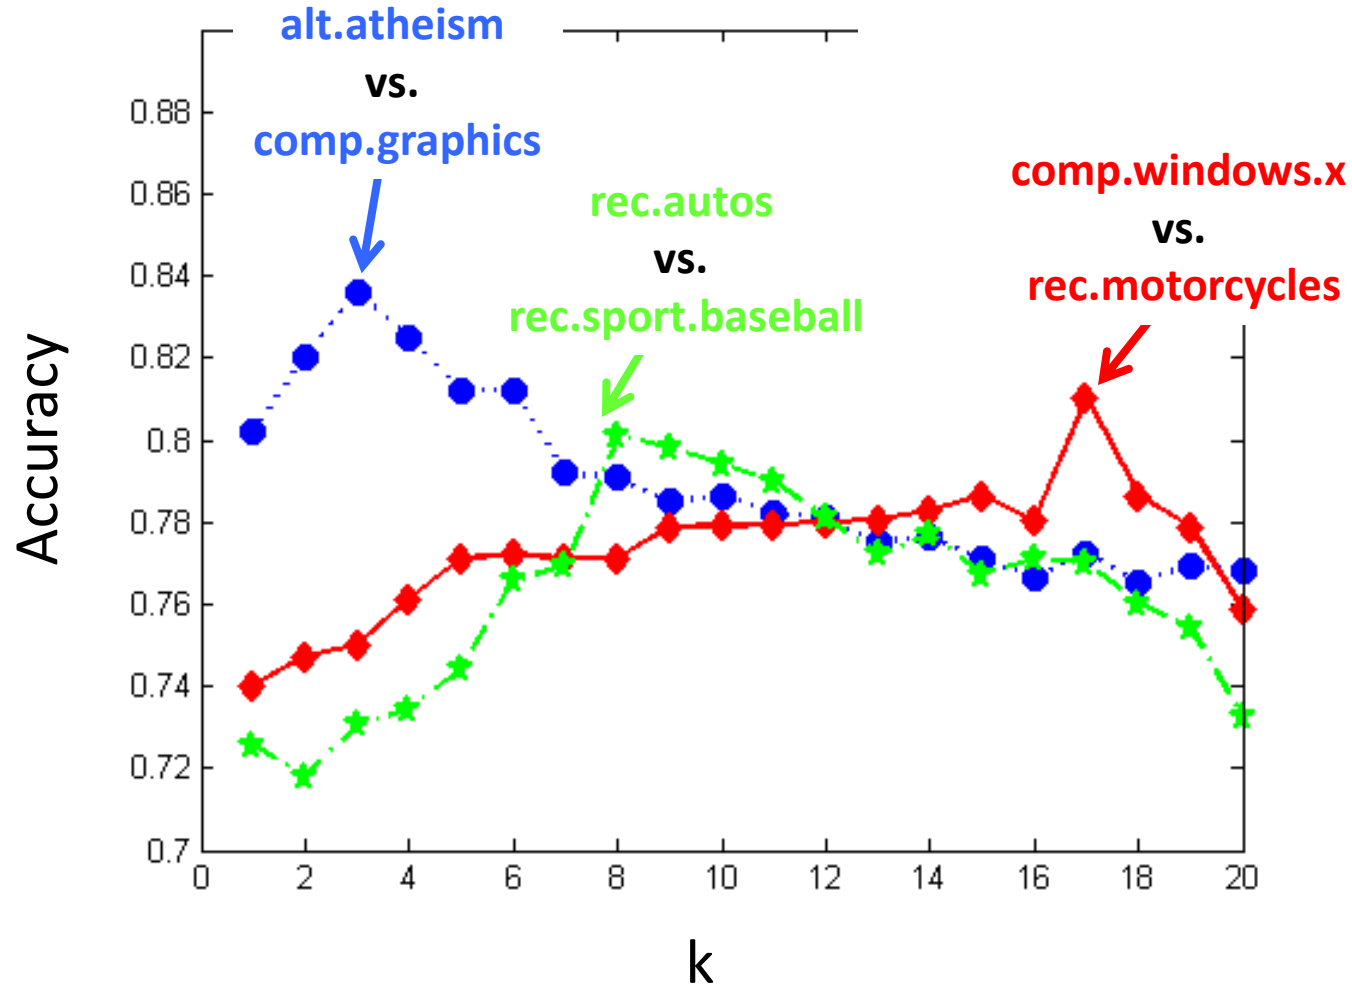 alt.atheism
vs.
comp.graphics
rec.autos
vs.
rec.sport.baseball
comp.windows.x
vs.
rec.motorcycles
Accuracy
0.88
0.86
0.84
0.82
0.8
0.78
0.76
0.74
0.72
0.7
0 2 4 6 8 10 12 14 16 18 20
k